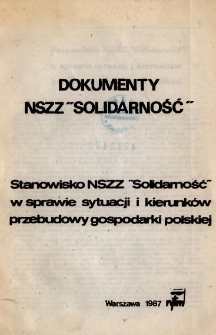 DOKUMENTY
NSZZ "SOLIDARNOŚĆ"
Stanowisko NSZZ "Solidarność"
w sprawie sytuacji i kierunków
przebudowy gospodarki polskiej
Warszawa 1987